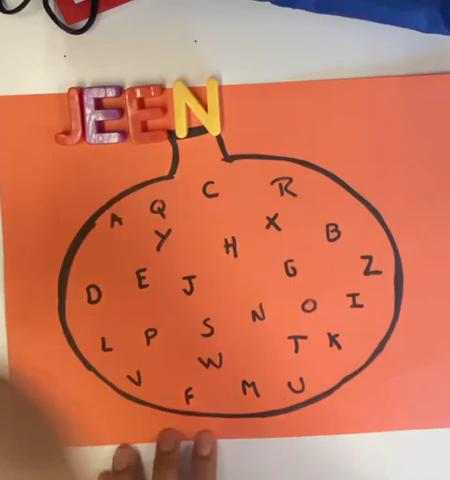 JEEN
C R
A Q
Y H X B
D E J G Z
L P S N O I
W T K
V F M U